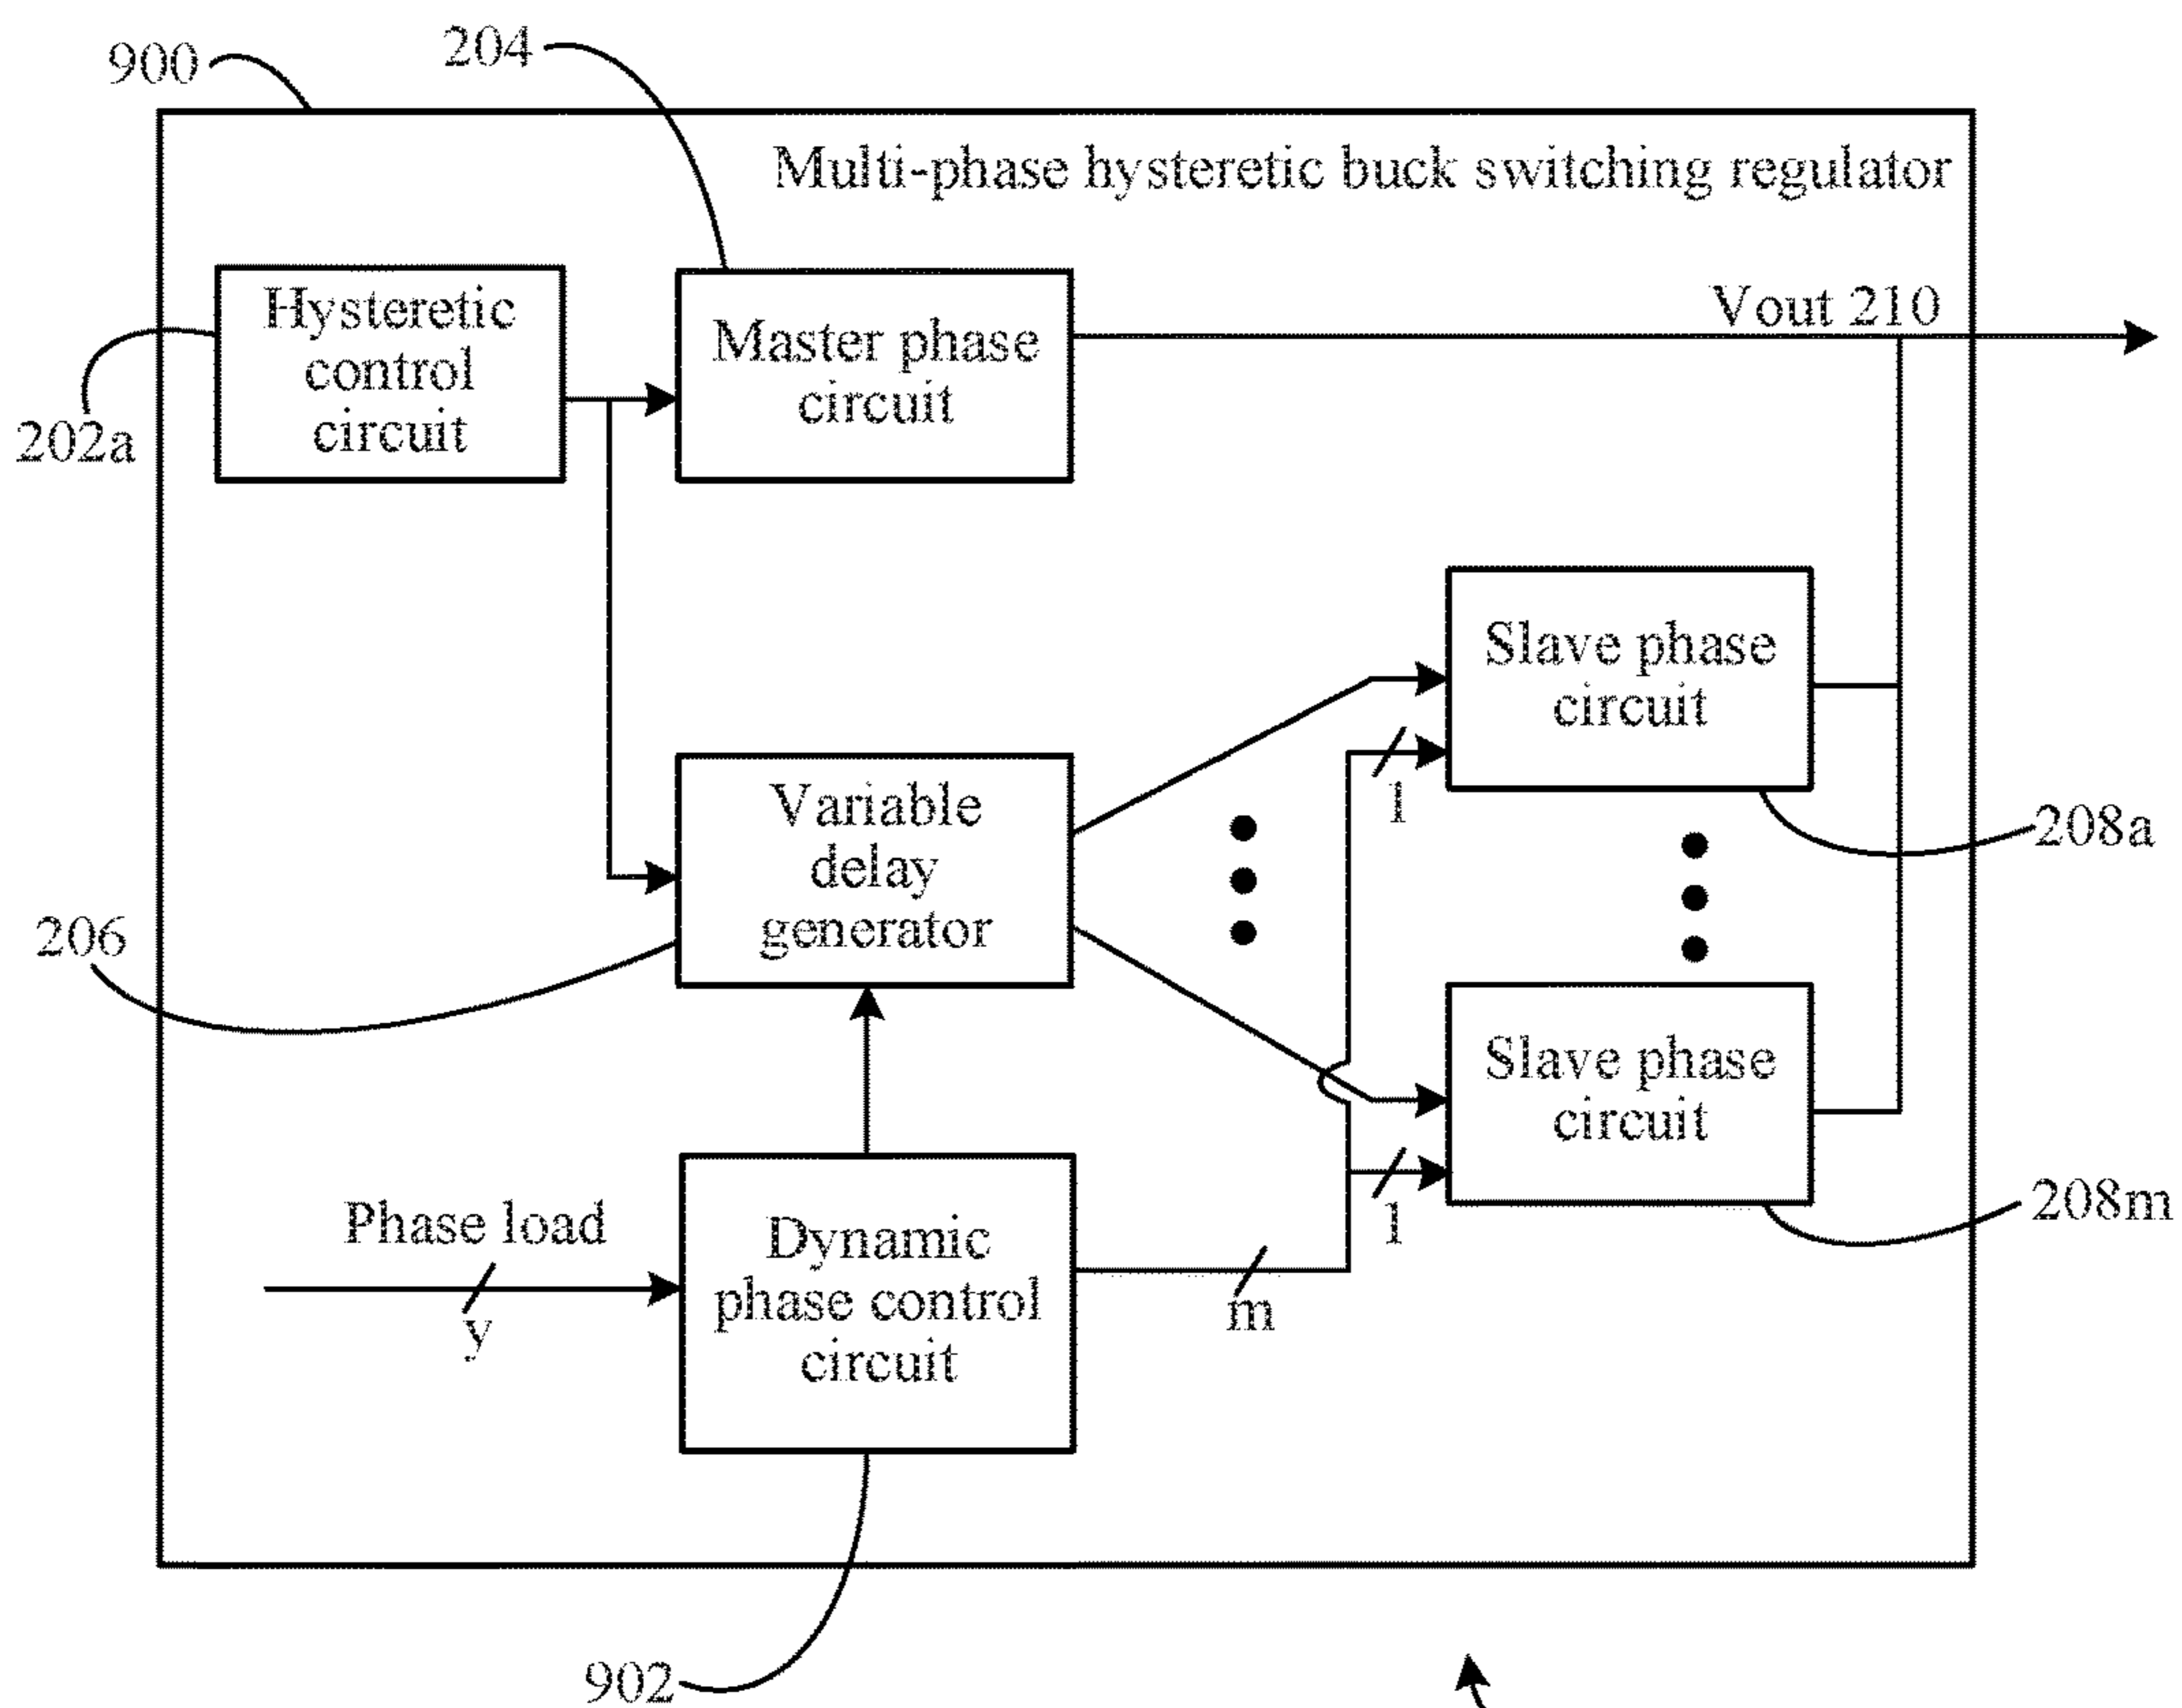 900
204
Multi-phase hysteretic buck switching regulator
Hysteretic
control
circuit
Master phase
circuit
Vout 210
202a
Slave phase
circuit
1
208a
Variable
delay
generator
206
Slave phase
circuit
1
208m
Phase load
y
Dynamic
phase control
circuit
m
902